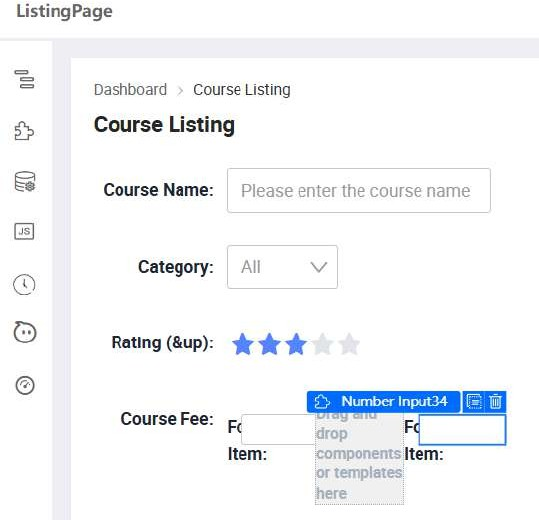 ListingPage
Dashboard > Course Listing
Course Listing
Course Name: Please enter the course name
Category: All
JS
Rating (&up):
Number Input34
Course Fee:
Drag and
drop
components
or templates
here
Item:
Item: